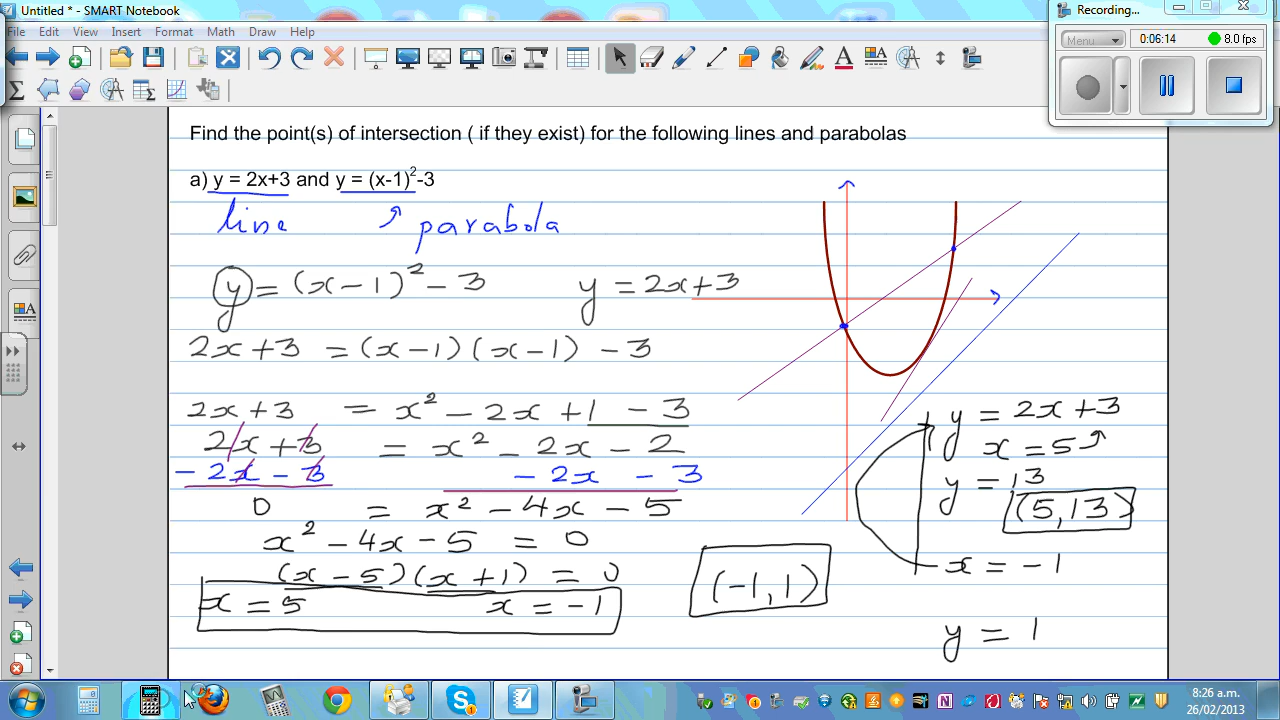 Untitled * - SMART Notebook
Recording...
File Edit View Insert Format Math Draw Help
Menu
0:06:14
8.0 fps
Find the point(s) of intersection ( if they exist) for the following lines and parabolas
a) y = 2x+3 and y = (x-1)²-3
line
parabola
y = (x-1)² - 3
y = 2x+3
2x+3 = (x-1)(x-1) - 3
2x+3 = x² - 2x +1 - 3
2x+3 = x² - 2x - 2
- 2x - 3 - 2x - 3
0 = x² - 4x - 5
x² - 4x - 5 = 0
(x - 5)(x + 1) = 0
x = 5 x = -1
(-1,1)
y = 2x+3
x = 5
y = 13
(5,13)
x = -1
y = 1
8:26 a.m.
26/02/2013